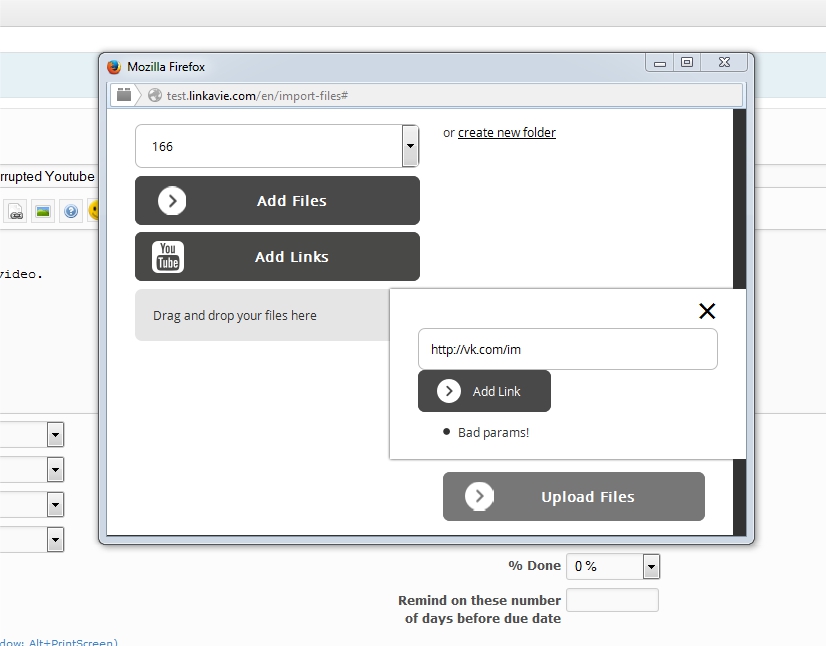 Mozilla Firefox
test.linkavie.com/en/import-files#
166
or create new folder
rrupted Youtube
Add Files
You
Tube
Add Links
video.
Drag and drop your files here
http://vk.com/im
Add Link
Bad params!
Upload Files
% Done
0 %
Remind on these number
of days before due date
dow: Alt+PrintScreen)